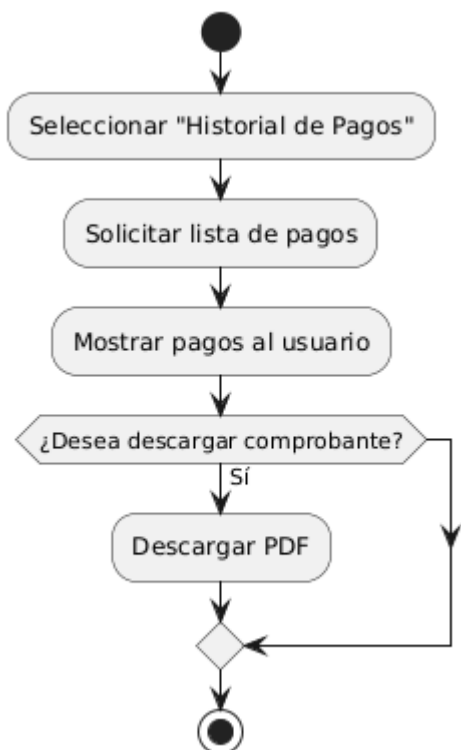 Seleccionar "Historial de Pagos"
Solicitar lista de pagos
Mostrar pagos al usuario
¿Desea descargar comprobante?
Sí
Descargar PDF